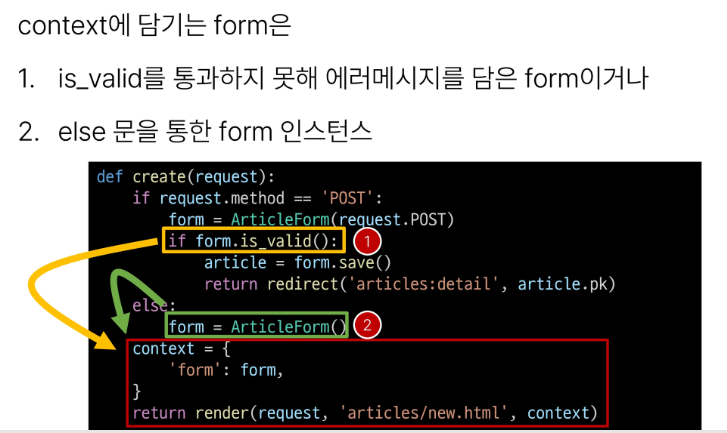 context에 담기는 form은
1. is_valid를 통과하지 못해 에러메시지를 담은 form이거나
2. else 문을 통한 form 인스턴스
def create(request):
    if request.method == 'POST':
        form = ArticleForm(request.POST)
        if form.is_valid(): 1
            article = form.save()
            return redirect('articles:detail', article.pk)
    else:
        form = ArticleForm() 2
    context = {
        'form': form,
    }
    return render(request, 'articles/new.html', context)